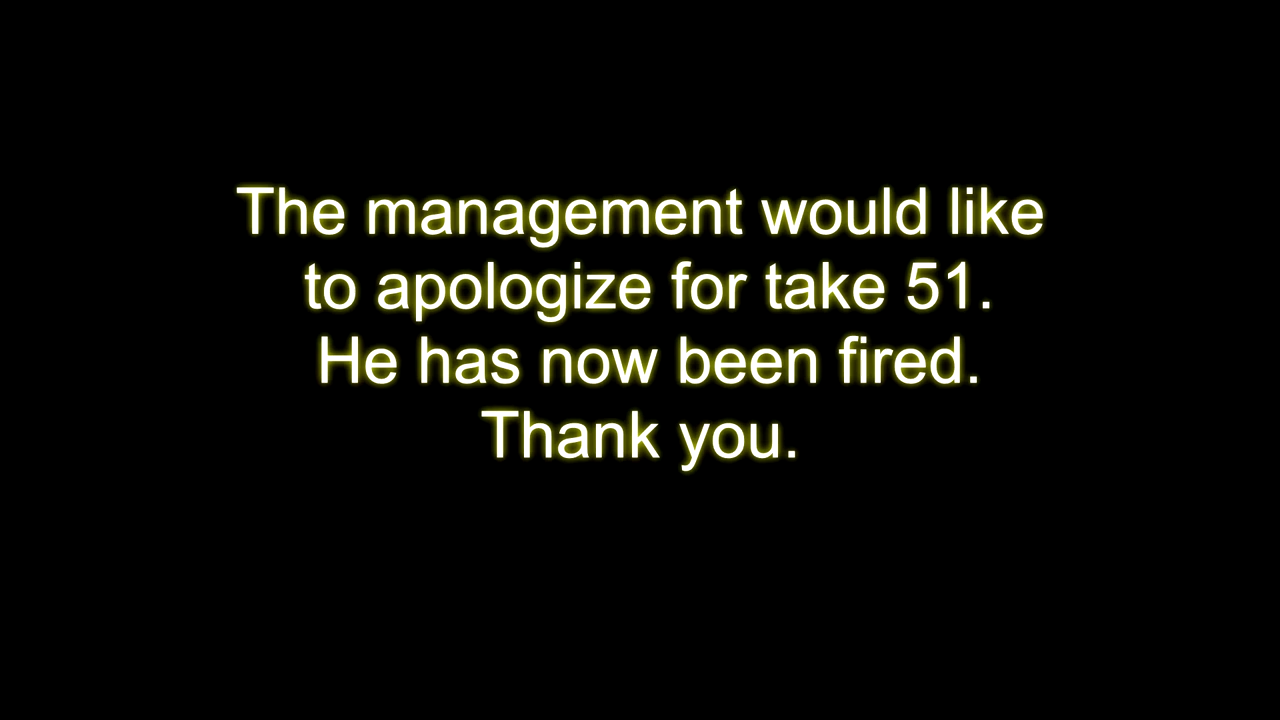 The management would like
to apologize for take 51.
He has now been fired.
Thank you.